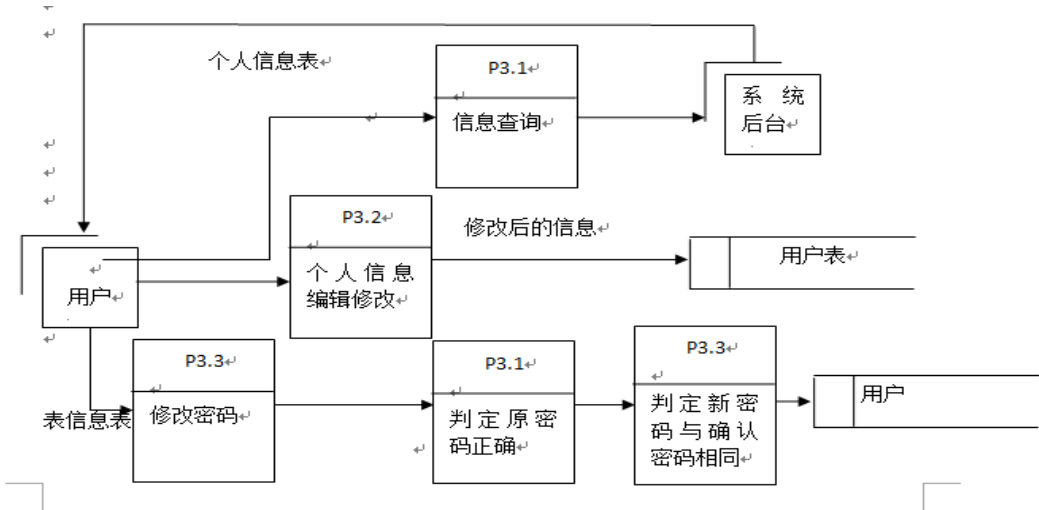 个人信息表
P3.1
信息查询
系统
后台
P3.2
个人信息
编辑修改
修改后的信息
用户表
用户
P3.3
修改密码
表信息表
P3.1
判定原密
码正确
P3.3
判定新密
码与确认
密码相同
用户